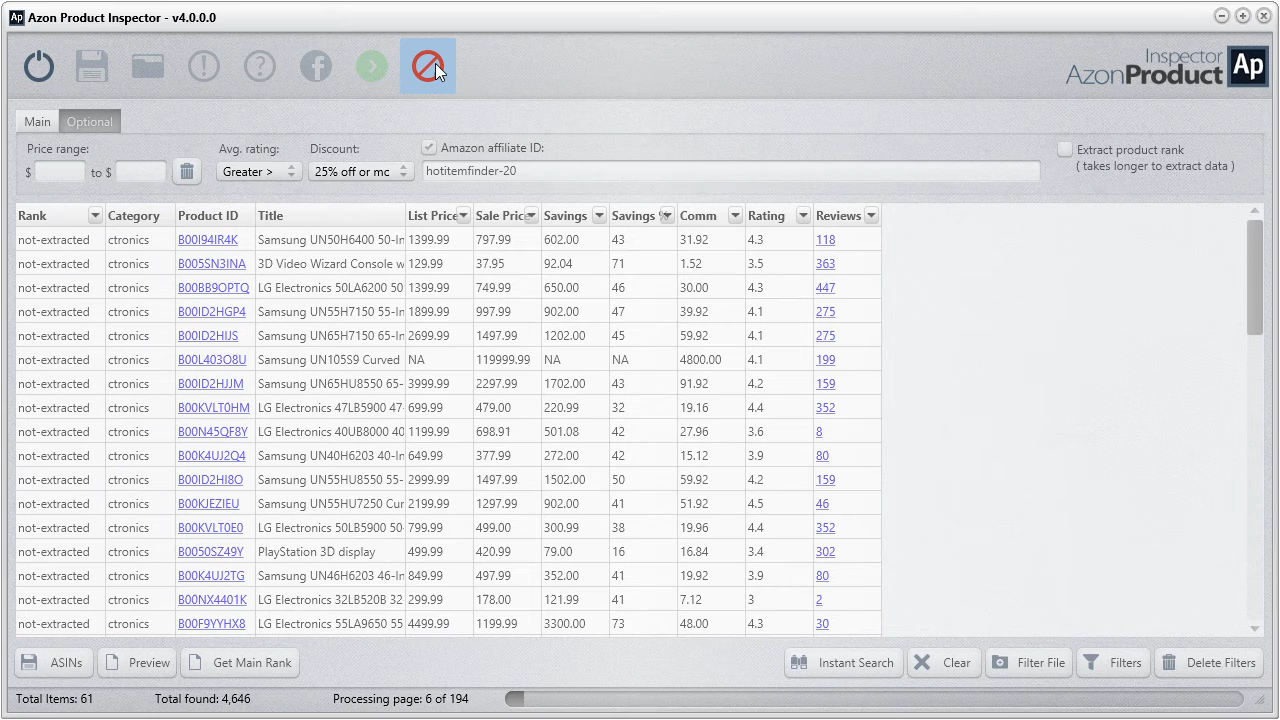 Ap Azon Product Inspector - v4.0.0.0
Inspector
AzonProduct Ap
Main Optional
Price range: Avg. rating: Discount: Amazon affiliate ID: Extract product rank
$ to $ Greater > 25% off or mc hotitemfinder-20 ( takes longer to extract data )
Rank Category Product ID Title List Price Sale Pric Savings Savings % Comm Rating Reviews
not-extracted ctronics B00I94IR4K Samsung UN50H6400 50-In 1399.99 797.99 602.00 43 31.92 4.3 118
not-extracted ctronics B005SN3INA 3D Video Wizard Console w 129.99 37.95 92.04 71 1.52 3.5 363
not-extracted ctronics B00BB9OPTQ LG Electronics 50LA6200 50 1399.99 749.99 650.00 46 30.00 4.3 447
not-extracted ctronics B00ID2HGP4 Samsung UN55H7150 55-In 1899.99 997.99 902.00 47 39.92 4.1 275
not-extracted ctronics B00ID2HIJS Samsung UN65H7150 65-In 2699.99 1497.99 1202.00 45 59.92 4.1 275
not-extracted ctronics B00L403O8U Samsung UN105S9 Curved NA 119999.99 NA NA 4800.00 4.1 199
not-extracted ctronics B00ID2HJJM Samsung UN65HU8550 65- 3999.99 2297.99 1702.00 43 91.92 4.2 159
not-extracted ctronics B00KVLT0HM LG Electronics 47LB5900 47- 699.99 479.00 220.99 32 19.16 4.4 352
not-extracted ctronics B00N45QF8Y LG Electronics 40UB8000 40 1199.99 698.91 501.08 42 27.96 3.6 8
not-extracted ctronics B00K4UJ2Q4 Samsung UN40H6203 40-In 649.99 377.99 272.00 42 15.12 3.9 80
not-extracted ctronics B00ID2HI8O Samsung UN55HU8550 55- 2999.99 1497.99 1502.00 50 59.92 4.2 159
not-extracted ctronics B00KJEZIEU Samsung UN55HU7250 Cur 2199.99 1297.99 902.00 41 51.92 4.5 46
not-extracted ctronics B00KVLT0E0 LG Electronics 50LB5900 50- 799.99 499.00 300.99 38 19.96 4.4 352
not-extracted ctronics B0050SZ49Y PlayStation 3D display 499.99 420.99 79.00 16 16.84 3.4 302
not-extracted ctronics B00K4UJ2TG Samsung UN46H6203 46-In 849.99 497.99 352.00 41 19.92 3.9 80
not-extracted ctronics B00NX4401K LG Electronics 32LB520B 32 299.99 178.00 121.99 41 7.12 3 2
not-extracted ctronics B00F9YYHX8 LG Electronics 55LA9650 55 4499.99 1199.99 3300.00 73 48.00 4.3 30
ASINs Preview Get Main Rank Instant Search Clear Filter File Filters Delete Filters
Total Items: 61 Total found: 4,646 Processing page: 6 of 194